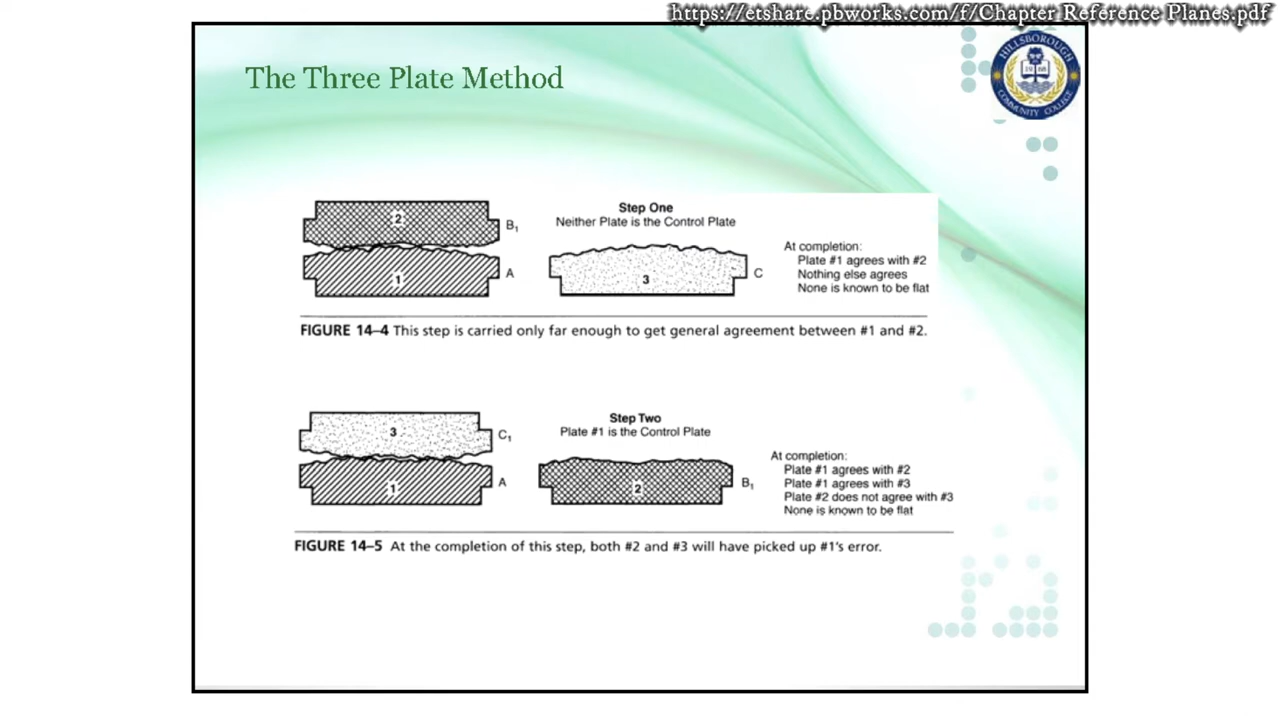 https://etshare.pbworks.com/f/Chapter Reference Planes.pdf
The Three Plate Method
HILLSBOROUGH
1968
COMMUNITY COLLEGE
2
B1
1
A
Step One
Neither Plate is the Control Plate
3
C
At completion:
Plate #1 agrees with #2
Nothing else agrees
None is known to be flat
FIGURE 14–4 This step is carried only far enough to get general agreement between #1 and #2.
3
C1
1
A
Step Two
Plate #1 is the Control Plate
2
B1
At completion:
Plate #1 agrees with #2
Plate #1 agrees with #3
Plate #2 does not agree with #3
None is known to be flat
FIGURE 14–5 At the completion of this step, both #2 and #3 will have picked up #1's error.